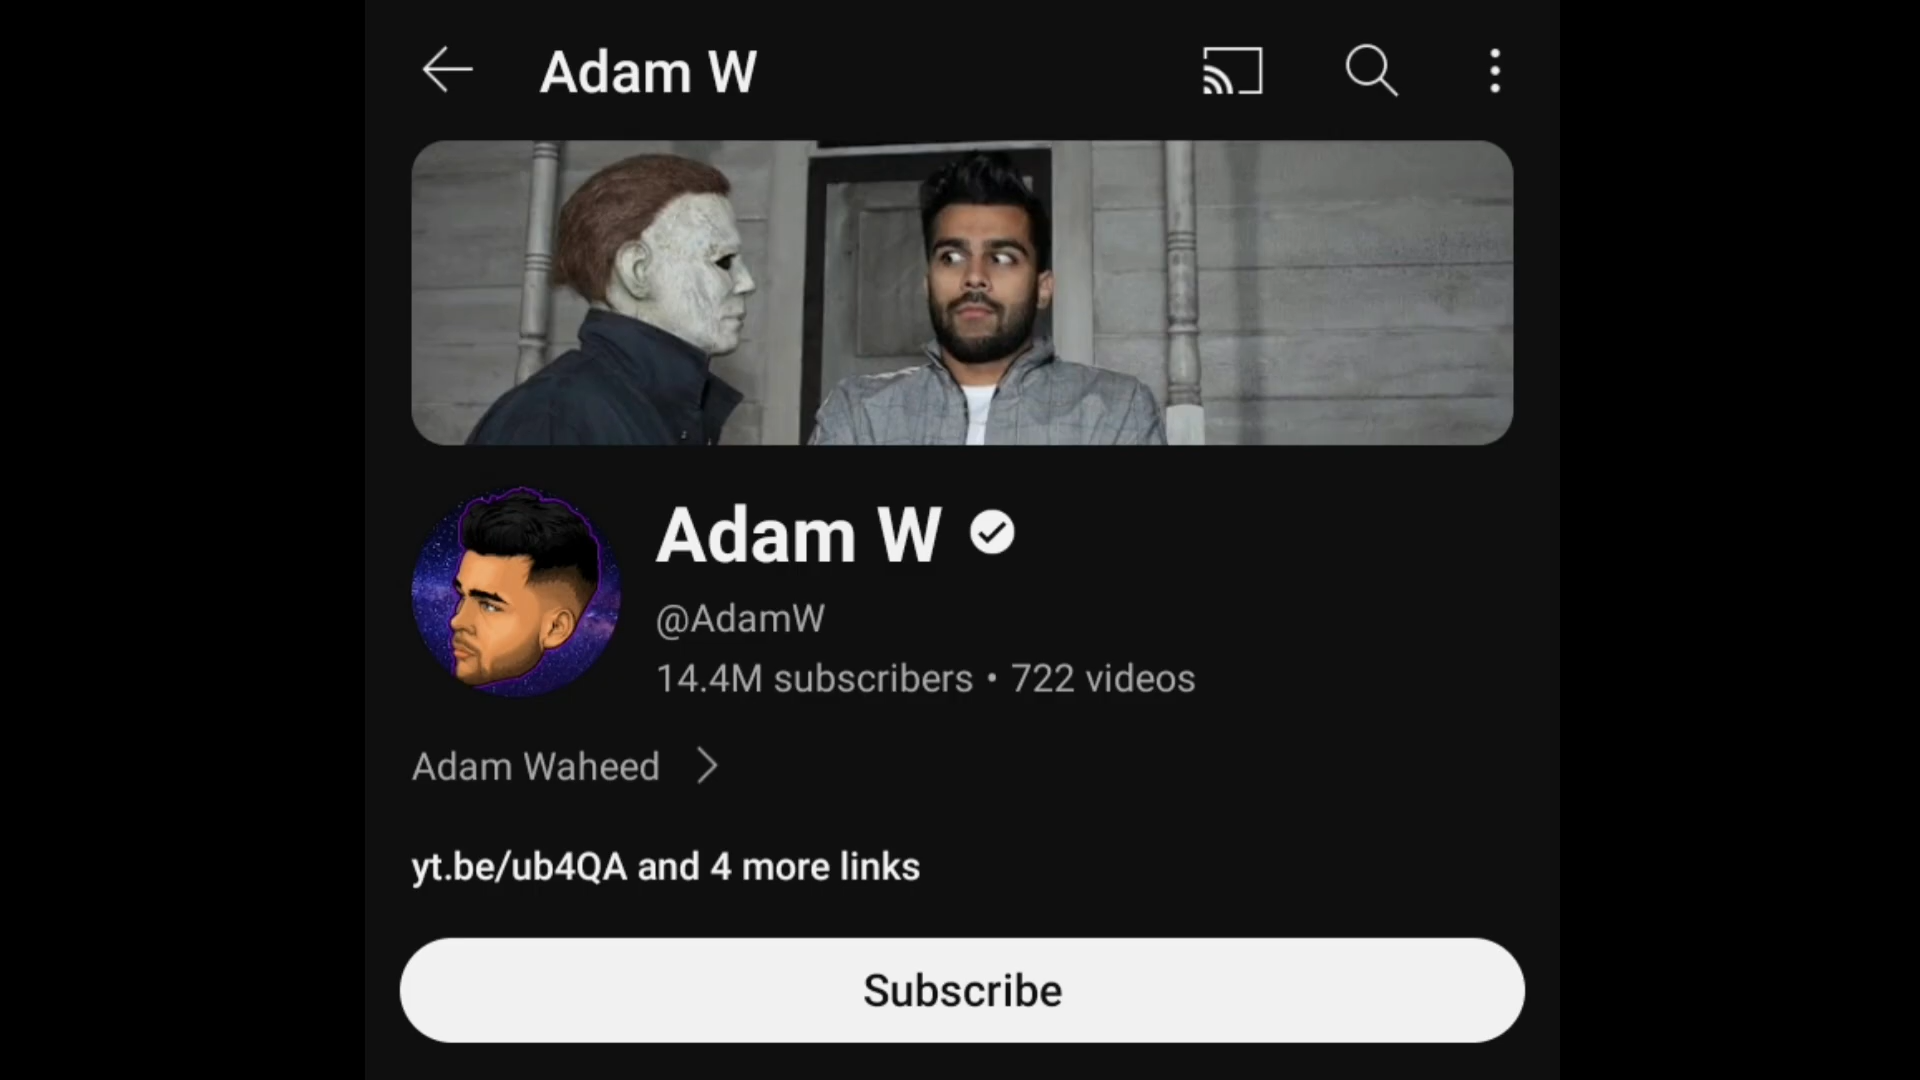 Adam W
Adam W
@AdamW
14.4M subscribers • 722 videos
Adam Waheed
yt.be/ub4QA and 4 more links
Subscribe